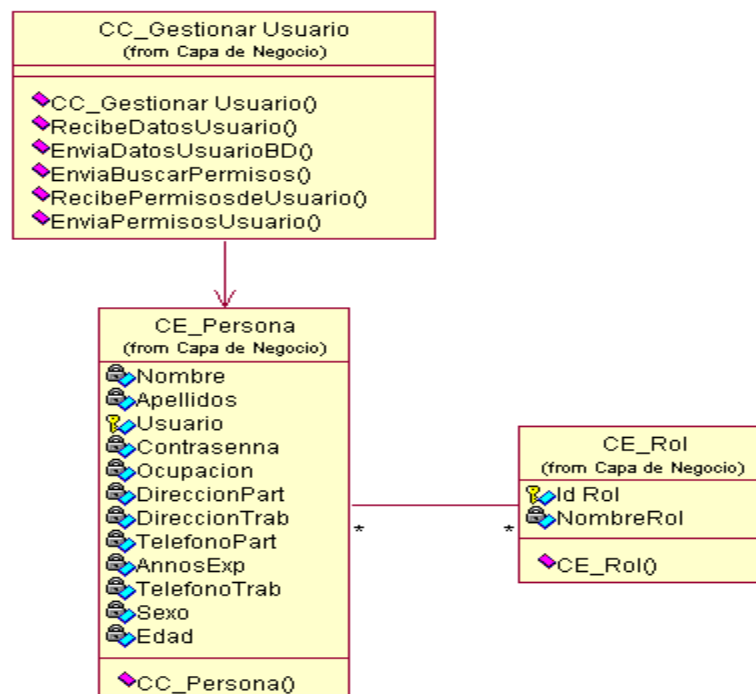 CC_Gestionar Usuario
(from Capa de Negocio)
CC_Gestionar Usuario()
RecibeDatosUsuario()
EnviaDatosUsuarioBD()
EnviaBuscarPermisos()
RecibePermisosdeUsuario()
EnviaPermisosUsuario()
CE_Persona
(from Capa de Negocio)
Nombre
Apellidos
Usuario
Contrasenna
Ocupacion
DireccionPart
DireccionTrab
TelefonoPart
AnnosExp
TelefonoTrab
Sexo
Edad
CC_Persona()
* *
CE_Rol
(from Capa de Negocio)
Id Rol
NombreRol
CE_Rol()